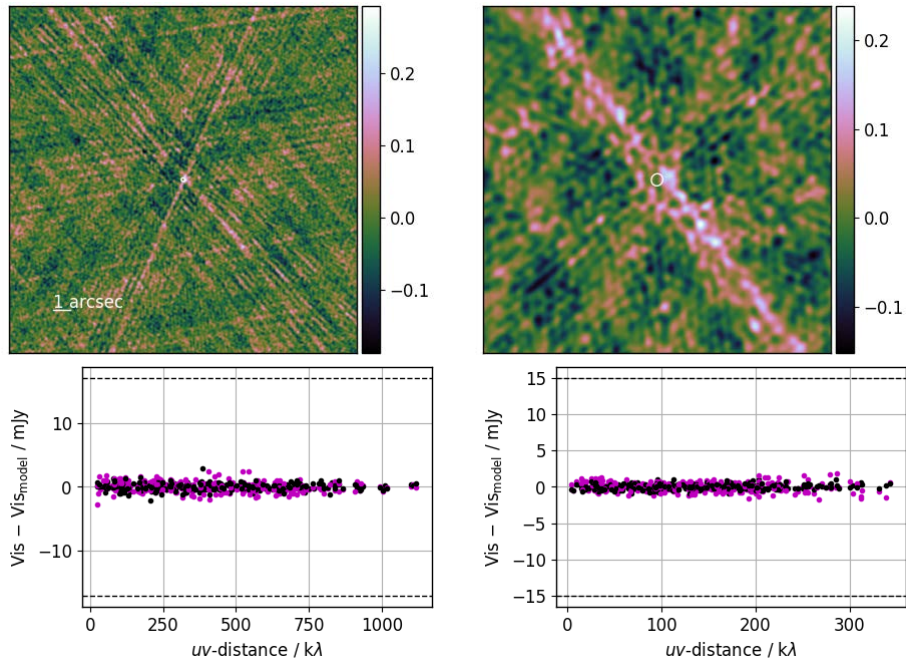 0.2
0.1
0.0
−0.1
1 arcsec
0.2
0.1
0.0
−0.1
Vis − Vis_model / mJy
10
0
−10
0 250 500 750 1000
uv-distance / kλ
Vis − Vis_model / mJy
15
10
5
0
−5
−10
−15
0 100 200 300
uv-distance / kλ